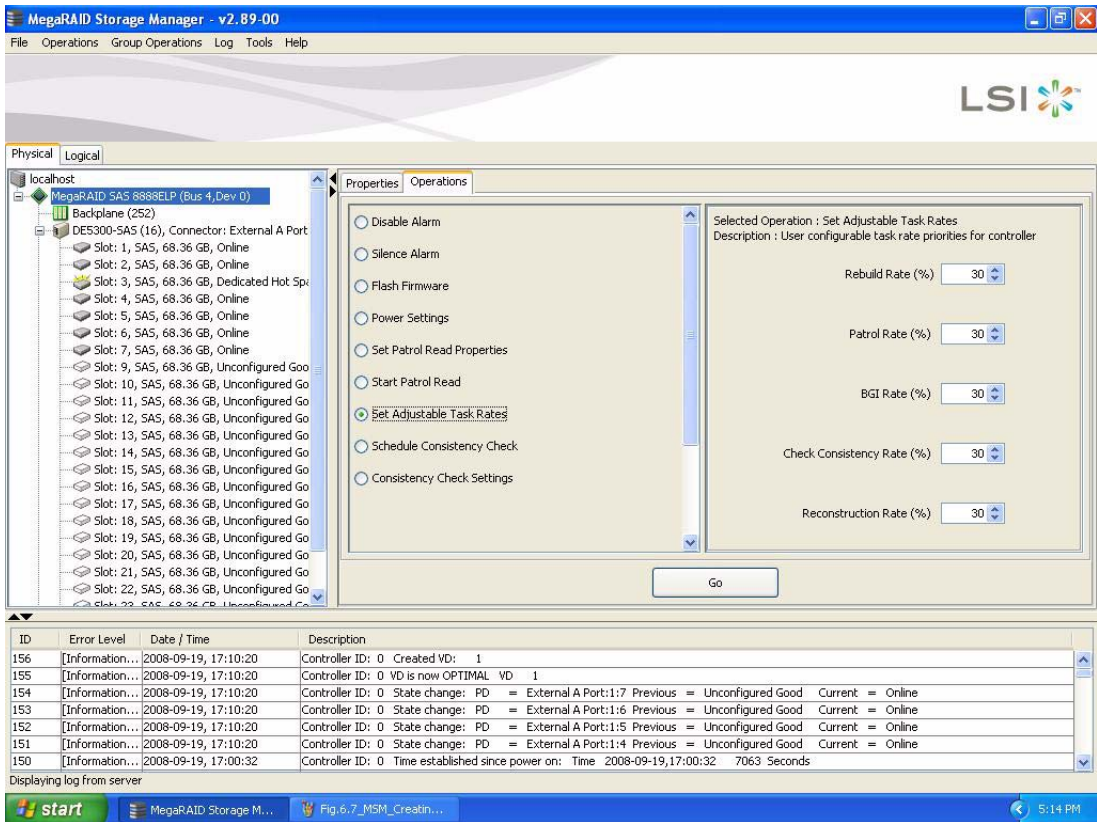 MegaRAID Storage Manager - v2.89-00
File Operations Group Operations Log Tools Help
LSI
Physical Logical
localhost
MegaRAID SAS 8888ELP (Bus 4,Dev 0)
Backplane (252)
DE5300-SAS (16), Connector: External A Port
Slot: 1, SAS, 68.36 GB, Online
Slot: 2, SAS, 68.36 GB, Online
Slot: 3, SAS, 68.36 GB, Dedicated Hot Spa
Slot: 4, SAS, 68.36 GB, Online
Slot: 5, SAS, 68.36 GB, Online
Slot: 6, SAS, 68.36 GB, Online
Slot: 7, SAS, 68.36 GB, Online
Slot: 9, SAS, 68.36 GB, Unconfigured Goo
Slot: 10, SAS, 68.36 GB, Unconfigured Go
Slot: 11, SAS, 68.36 GB, Unconfigured Go
Slot: 12, SAS, 68.36 GB, Unconfigured Go
Slot: 13, SAS, 68.36 GB, Unconfigured Go
Slot: 14, SAS, 68.36 GB, Unconfigured Go
Slot: 15, SAS, 68.36 GB, Unconfigured Go
Slot: 16, SAS, 68.36 GB, Unconfigured Go
Slot: 17, SAS, 68.36 GB, Unconfigured Go
Slot: 18, SAS, 68.36 GB, Unconfigured Go
Slot: 19, SAS, 68.36 GB, Unconfigured Go
Slot: 20, SAS, 68.36 GB, Unconfigured Go
Slot: 21, SAS, 68.36 GB, Unconfigured Go
Slot: 22, SAS, 68.36 GB, Unconfigured Go
Slot: 23, SAS, 68.36 GB, Unconfigured Go
Properties Operations
Disable Alarm
Silence Alarm
Flash Firmware
Power Settings
Set Patrol Read Properties
Start Patrol Read
Set Adjustable Task Rates
Schedule Consistency Check
Consistency Check Settings
Selected Operation : Set Adjustable Task Rates
Description : User configurable task rate priorities for controller
Rebuild Rate (%) 30
Patrol Rate (%) 30
BGI Rate (%) 30
Check Consistency Rate (%) 30
Reconstruction Rate (%) 30
Go
ID Error Level Date / Time Description
156 [Information... 2008-09-19, 17:10:20 Controller ID: 0 Created VD: 1
155 [Information... 2008-09-19, 17:10:20 Controller ID: 0 VD is now OPTIMAL VD 1
154 [Information... 2008-09-19, 17:10:20 Controller ID: 0 State change: PD = External A Port:1:7 Previous = Unconfigured Good Current = Online
153 [Information... 2008-09-19, 17:10:20 Controller ID: 0 State change: PD = External A Port:1:6 Previous = Unconfigured Good Current = Online
152 [Information... 2008-09-19, 17:10:20 Controller ID: 0 State change: PD = External A Port:1:5 Previous = Unconfigured Good Current = Online
151 [Information... 2008-09-19, 17:10:20 Controller ID: 0 State change: PD = External A Port:1:4 Previous = Unconfigured Good Current = Online
150 [Information... 2008-09-19, 17:00:32 Controller ID: 0 Time established since power on: Time 2008-09-19,17:00:32 7063 Seconds
Displaying log from server
start MegaRAID Storage M... Fig.6.7_MSM_Creatin... 5:14 PM